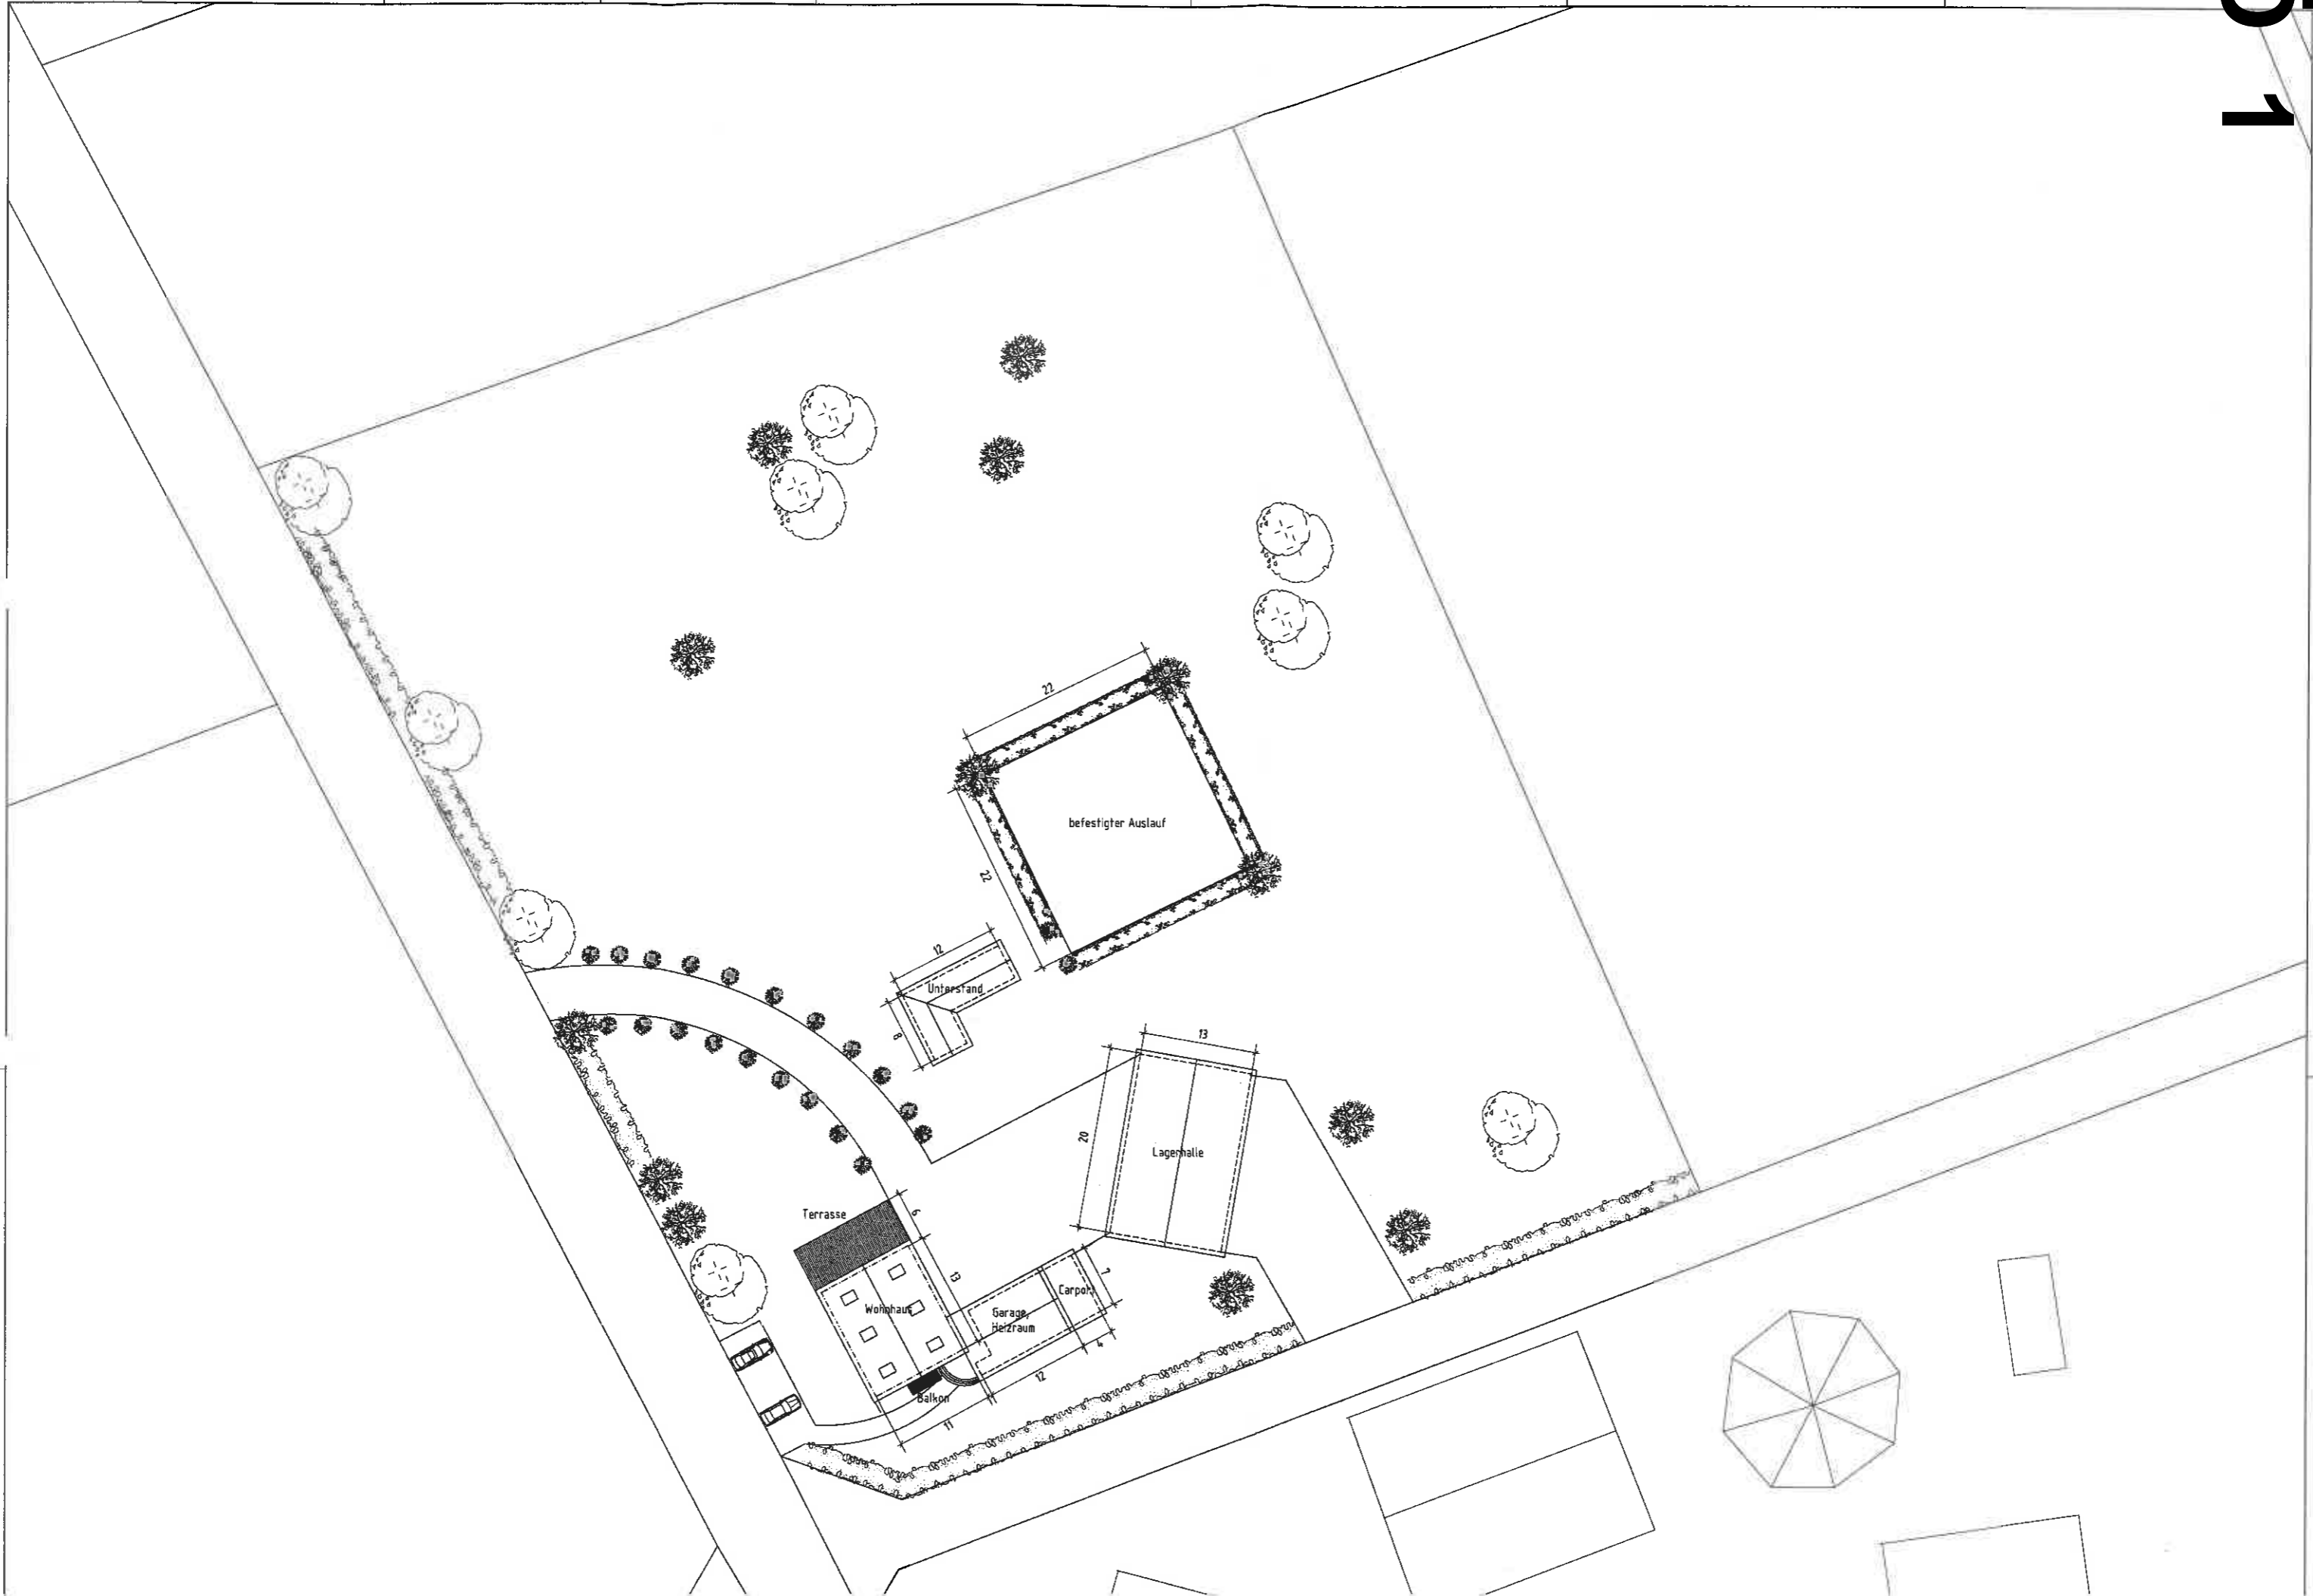 1
22
befestigter Auslauf
22
12
Unterstand
8
13
20
Lagerhalle
Terrasse
6
13
7
Carport
Wohnhaus
Garage,
Heizraum
4
12
Balkon
11